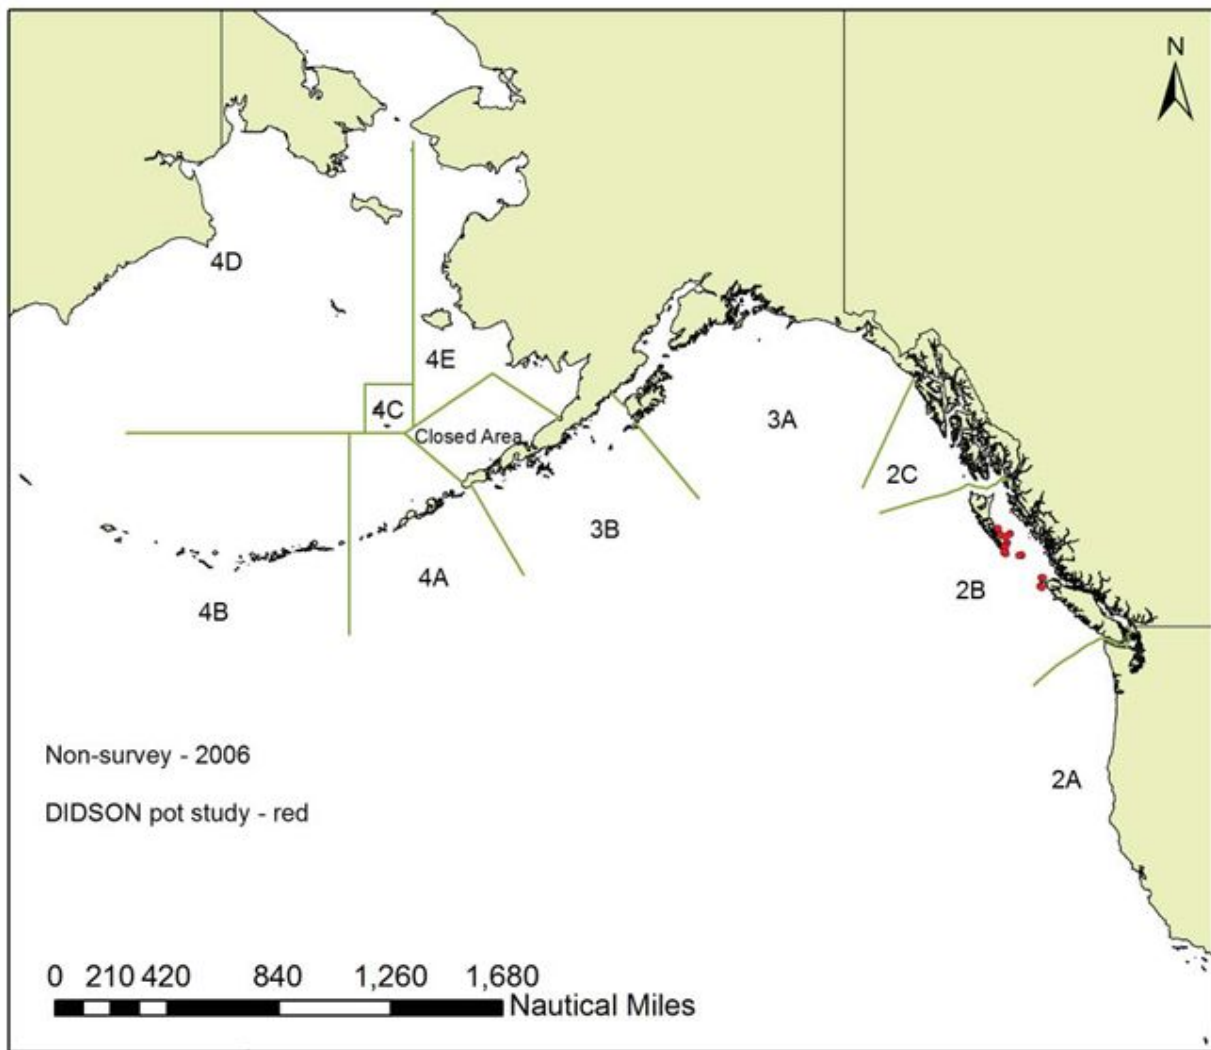 N
4D
4E
4C
Closed Area
3A
2C
3B
4A
2B
4B
2A
Non-survey - 2006
DIDSON pot study - red
0 210 420 840 1,260 1,680
Nautical Miles